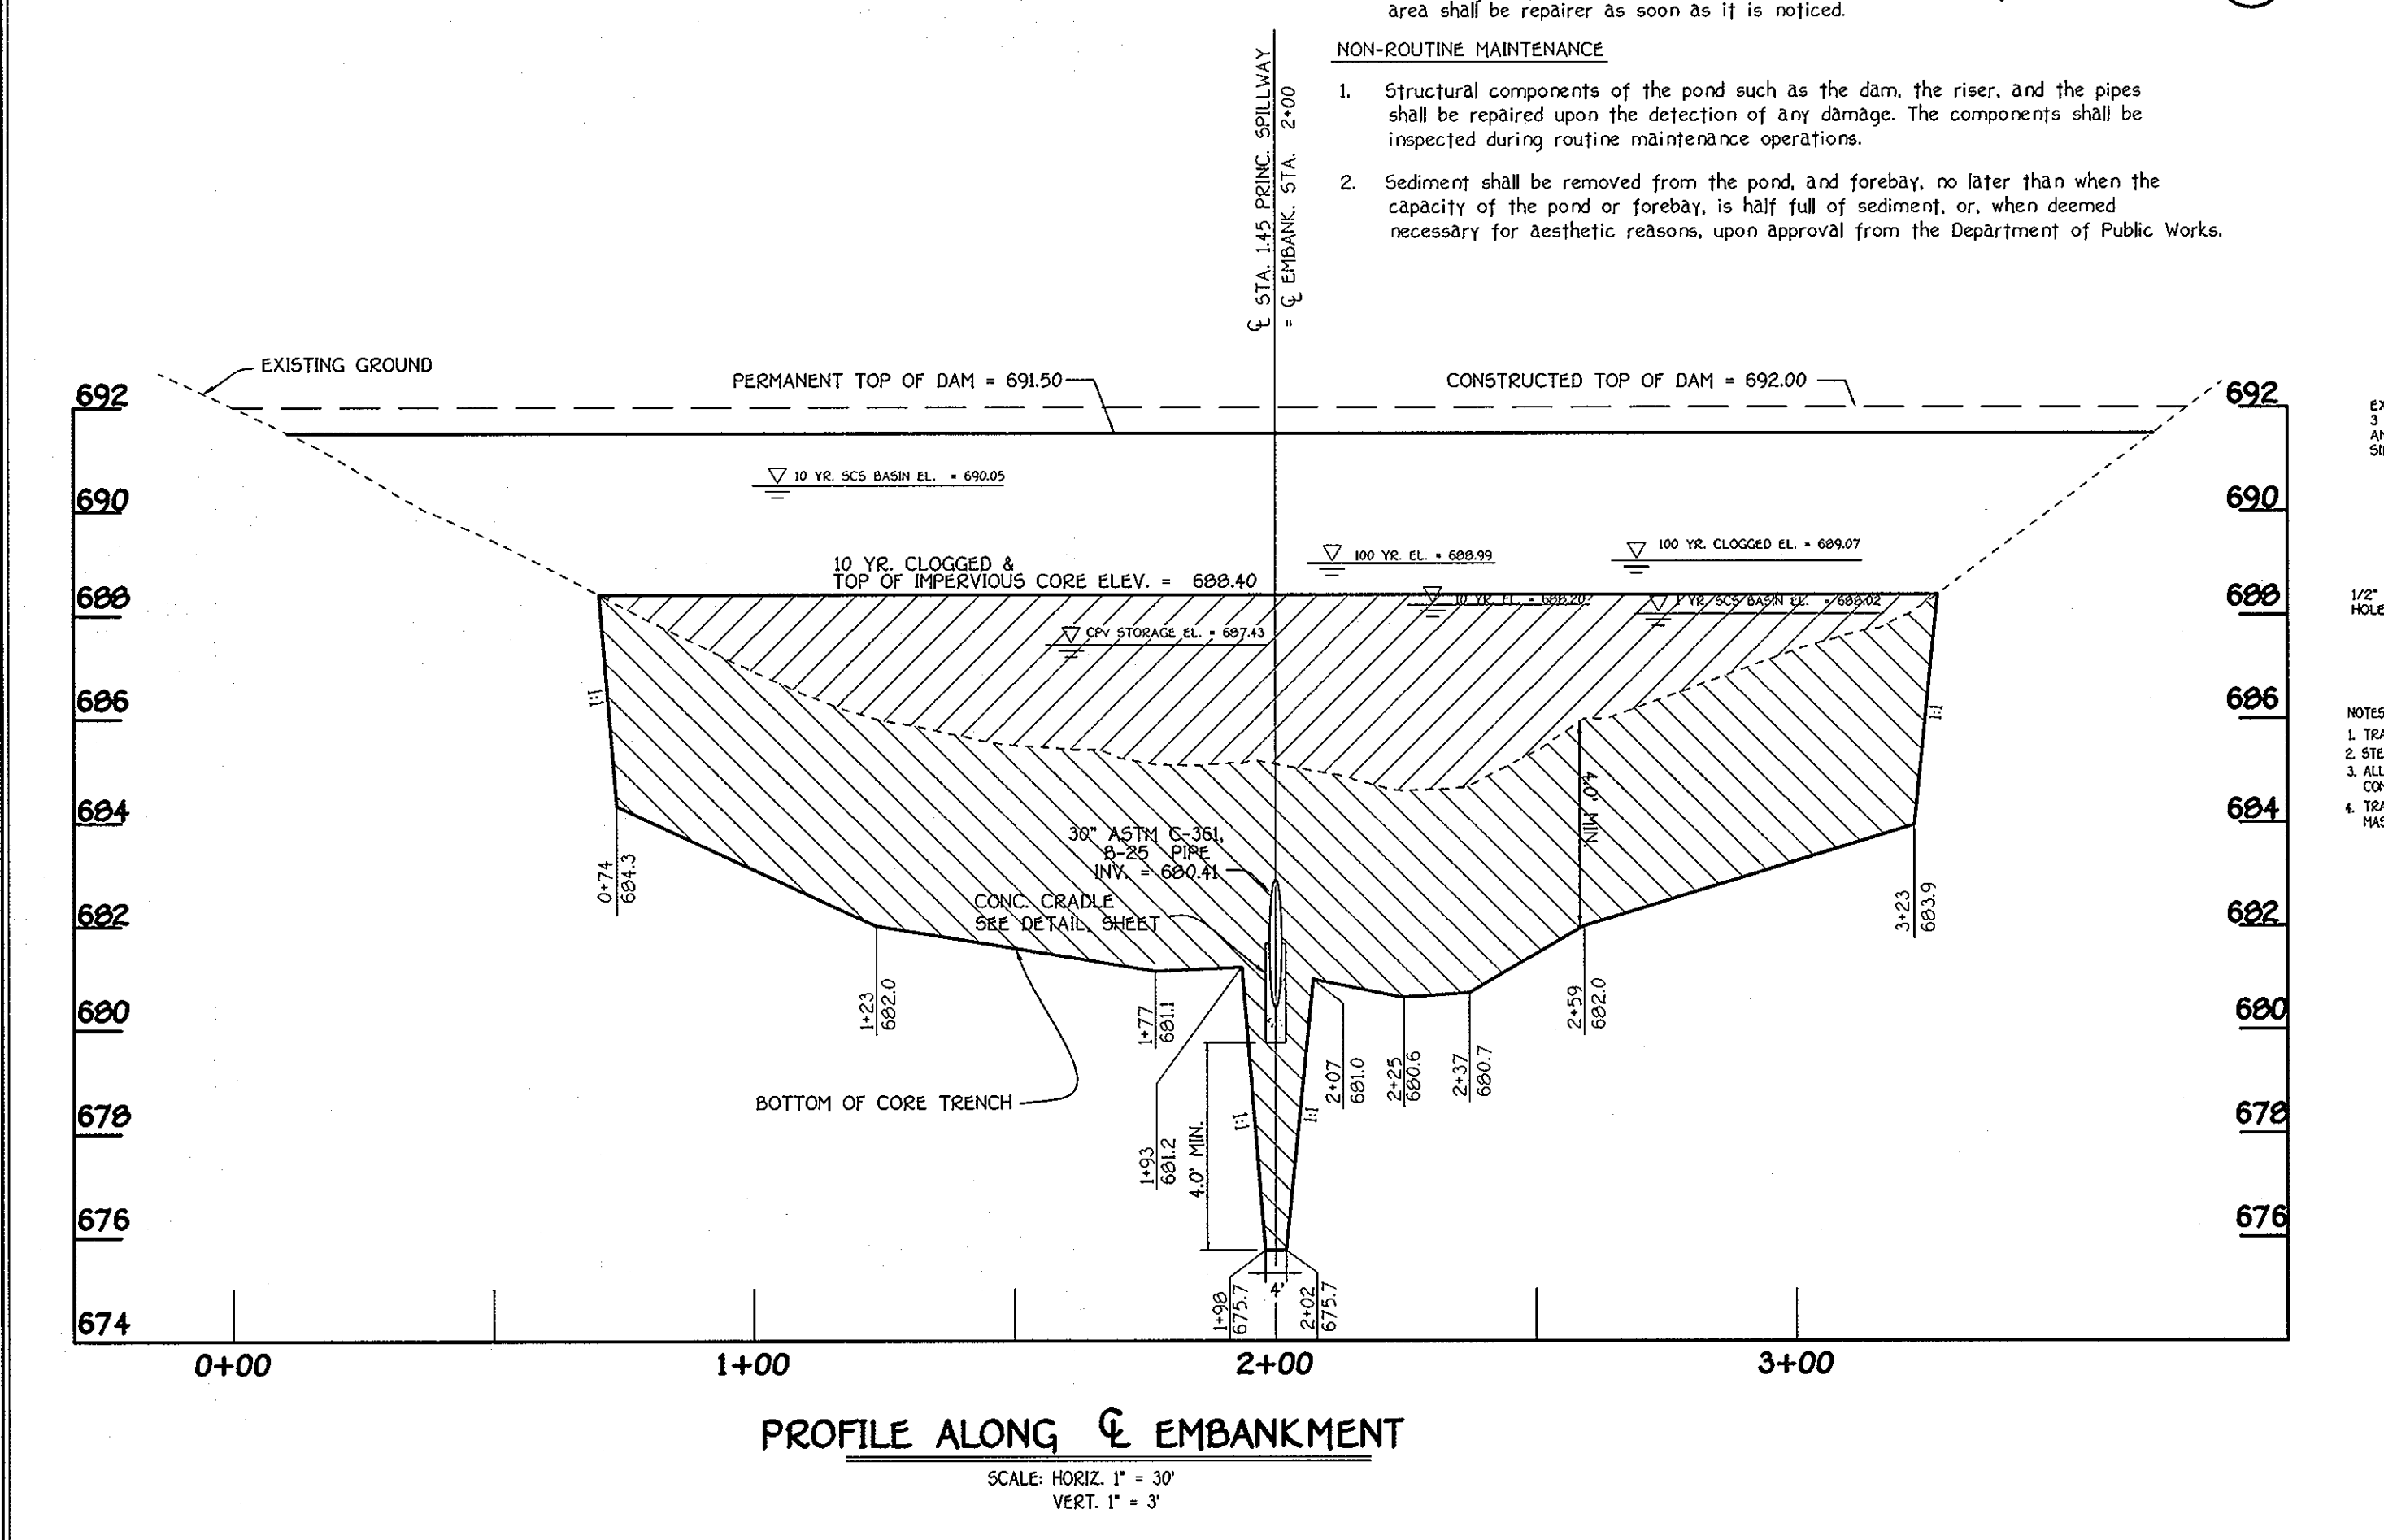 area shall be repairer as soon as it is noticed.
NON-ROUTINE MAINTENANCE
1. Structural components of the pond such as the dam, the riser, and the pipes
shall be repaired upon the detection of any damage. The components shall be
inspected during routine maintenance operations.
2. Sediment shall be removed from the pond, and forebay, no later than when the
capacity of the pond or forebay, is half full of sediment, or, when deemed
necessary for aesthetic reasons, upon approval from the Department of Public Works.
℄ STA. 1.45 PRINC. SPILLWAY
= ℄ EMBANK. STA. 2+00
EXISTING GROUND
PERMANENT TOP OF DAM = 691.50
CONSTRUCTED TOP OF DAM = 692.00
692
690
688
686
684
682
680
678
676
674
692
690
688
686
684
682
680
678
676
10 YR. SCS BASIN EL. = 690.05
10 YR. CLOGGED &
TOP OF IMPERVIOUS CORE ELEV. = 688.40
100 YR. EL. = 688.99
100 YR. CLOGGED EL. = 689.07
10 YR. EL. = 688.20
1 YR. SCS BASIN EL. = 688.02
CPV STORAGE EL. = 687.43
1:1
1:1
4.0' MIN.
30" ASTM C-361,
B-25 PIPE
INV. = 680.41
CONC. CRADLE
SEE DETAIL, SHEET
0+74
684.3
1+23
682.0
1+77
681.1
1+93
681.2
BOTTOM OF CORE TRENCH
4.0' MIN.
1:1
1:1
2+07
681.0
2+25
680.6
2+37
680.7
2+59
682.0
3+23
683.9
1+98
675.7
4'
2+02
675.7
0+00
1+00
2+00
3+00
PROFILE ALONG ℄ EMBANKMENT
SCALE: HORIZ. 1" = 30'
VERT. 1" = 3'
3
1/2"
HOLE
NOTES
1. TRA
2. STE
3. ALL
CON
4. TRA
MAS